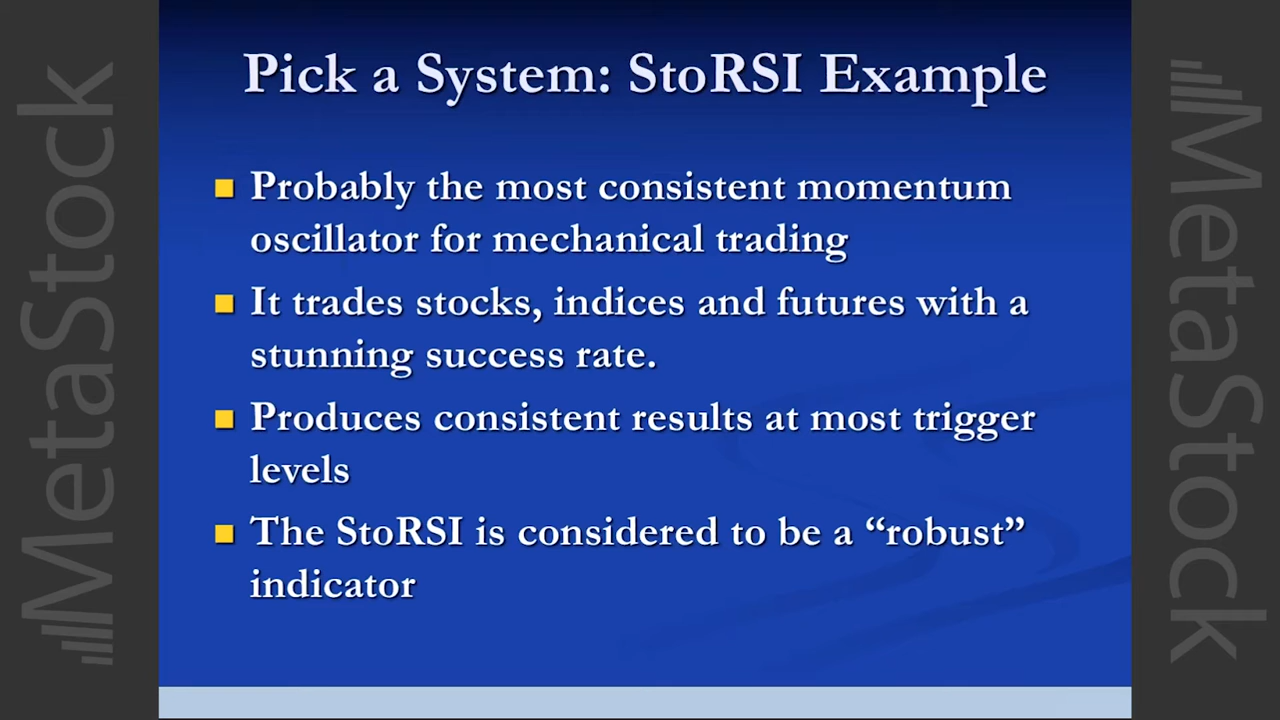 Pick a System: StoRSI Example
Probably the most consistent momentum
oscillator for mechanical trading
It trades stocks, indices and futures with a
stunning success rate.
Produces consistent results at most trigger
levels
The StoRSI is considered to be a “robust”
indicator
MetaStock
MetaStock